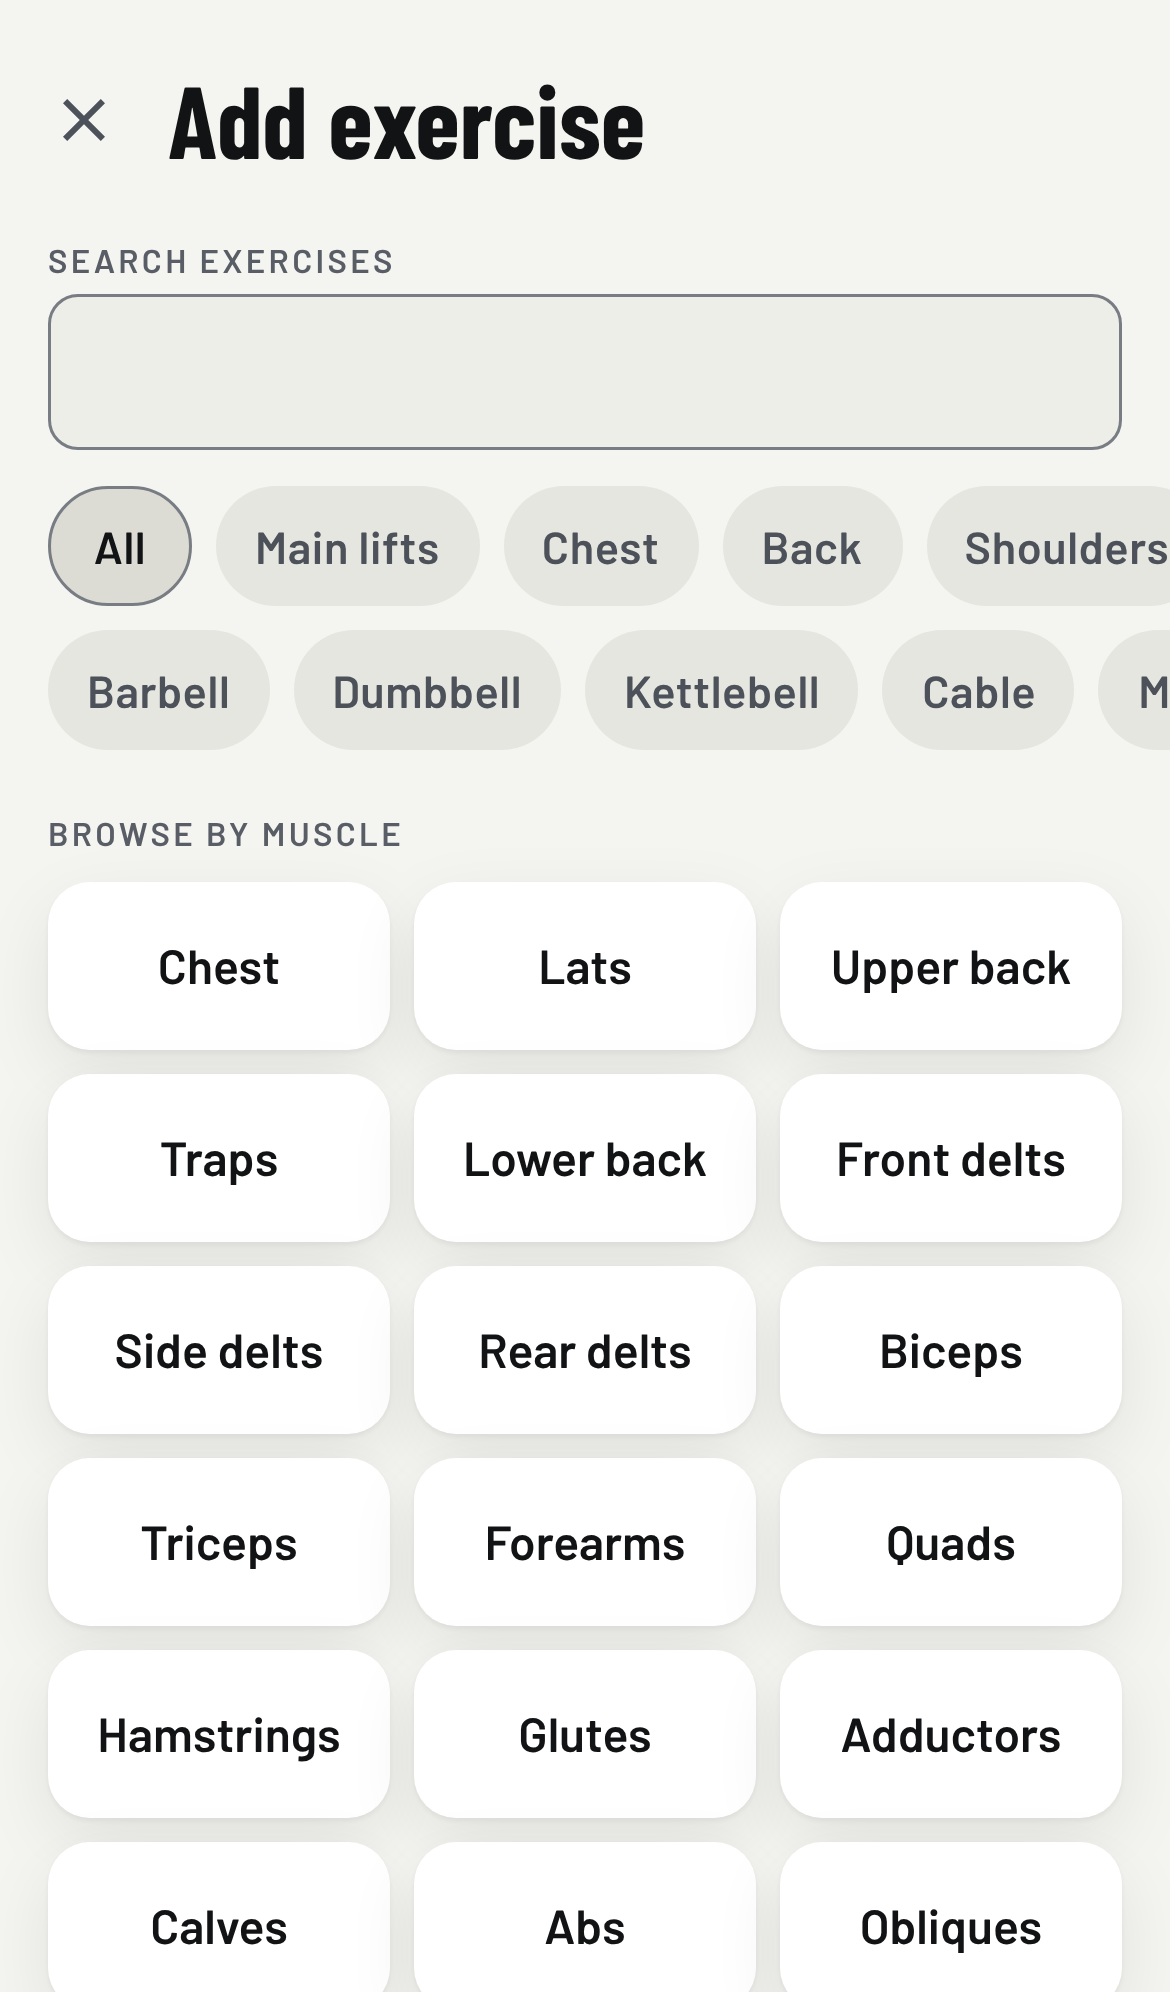 Add exercise
SEARCH EXERCISES
All Main lifts Chest Back Shoulders
Barbell Dumbbell Kettlebell Cable M
BROWSE BY MUSCLE
Chest Lats Upper back
Traps Lower back Front delts
Side delts Rear delts Biceps
Triceps Forearms Quads
Hamstrings Glutes Adductors
Calves Abs Obliques